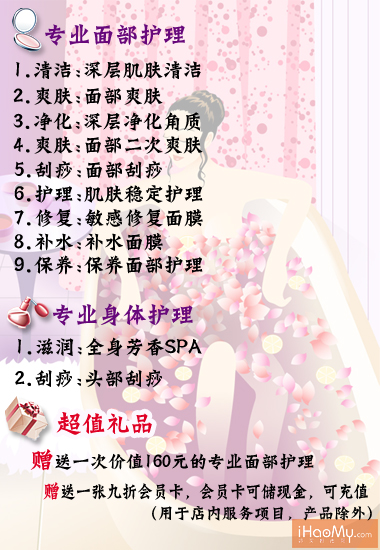 专业面部护理
1.清洁:深层肌肤清洁
2.爽肤:面部爽肤
3.净化:深层净化角质
4.爽肤:面部二次爽肤
5.刮痧:面部刮痧
6.护理:肌肤稳定护理
7.修复:敏感修复面膜
8.补水:补水面膜
9.保养:保养面部护理
专业身体护理
1.滋润:全身芳香SPA
2.刮痧:头部刮痧
超值礼品
赠送一次价值160元的专业面部护理
赠送一张九折会员卡，会员卡可储现金，可充值
(用于店内服务项目，产品除外)
iHaoMy.com